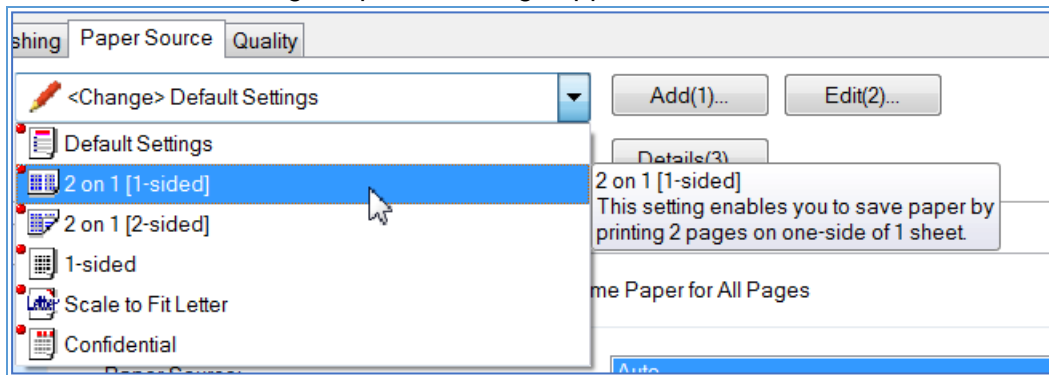 shing Paper Source Quality
<Change> Default Settings Add(1)... Edit(2)...
Default Settings
Details(3)
2 on 1 [1-sided]
2 on 1 [1-sided]
This setting enables you to save paper by
printing 2 pages on one-side of 1 sheet.
2 on 1 [2-sided]
1-sided
me Paper for All Pages
Letter Scale to Fit Letter
Confidential
Paper Source:
Auto